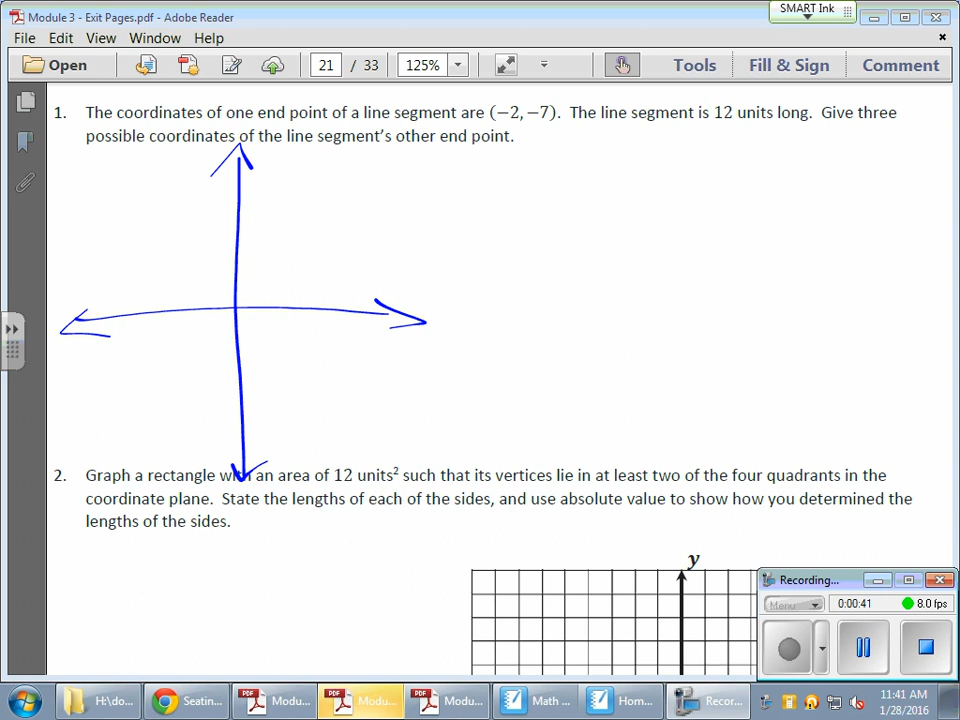 Module 3 - Exit Pages.pdf - Adobe Reader
SMART Ink
File Edit View Window Help
Open
21 / 33
125%
Tools
Fill & Sign
Comment
1. The coordinates of one end point of a line segment are (−2, −7). The line segment is 12 units long. Give three
possible coordinates of the line segment’s other end point.
2. Graph a rectangle with an area of 12 units² such that its vertices lie in at least two of the four quadrants in the
coordinate plane. State the lengths of each of the sides, and use absolute value to show how you determined the
lengths of the sides.
y
Recording...
Menu
0:00:41
8.0 fps
H:\do...
Seatin...
Modu...
Modu...
Modu...
Math ...
Hom...
Recor...
11:41 AM
1/28/2016